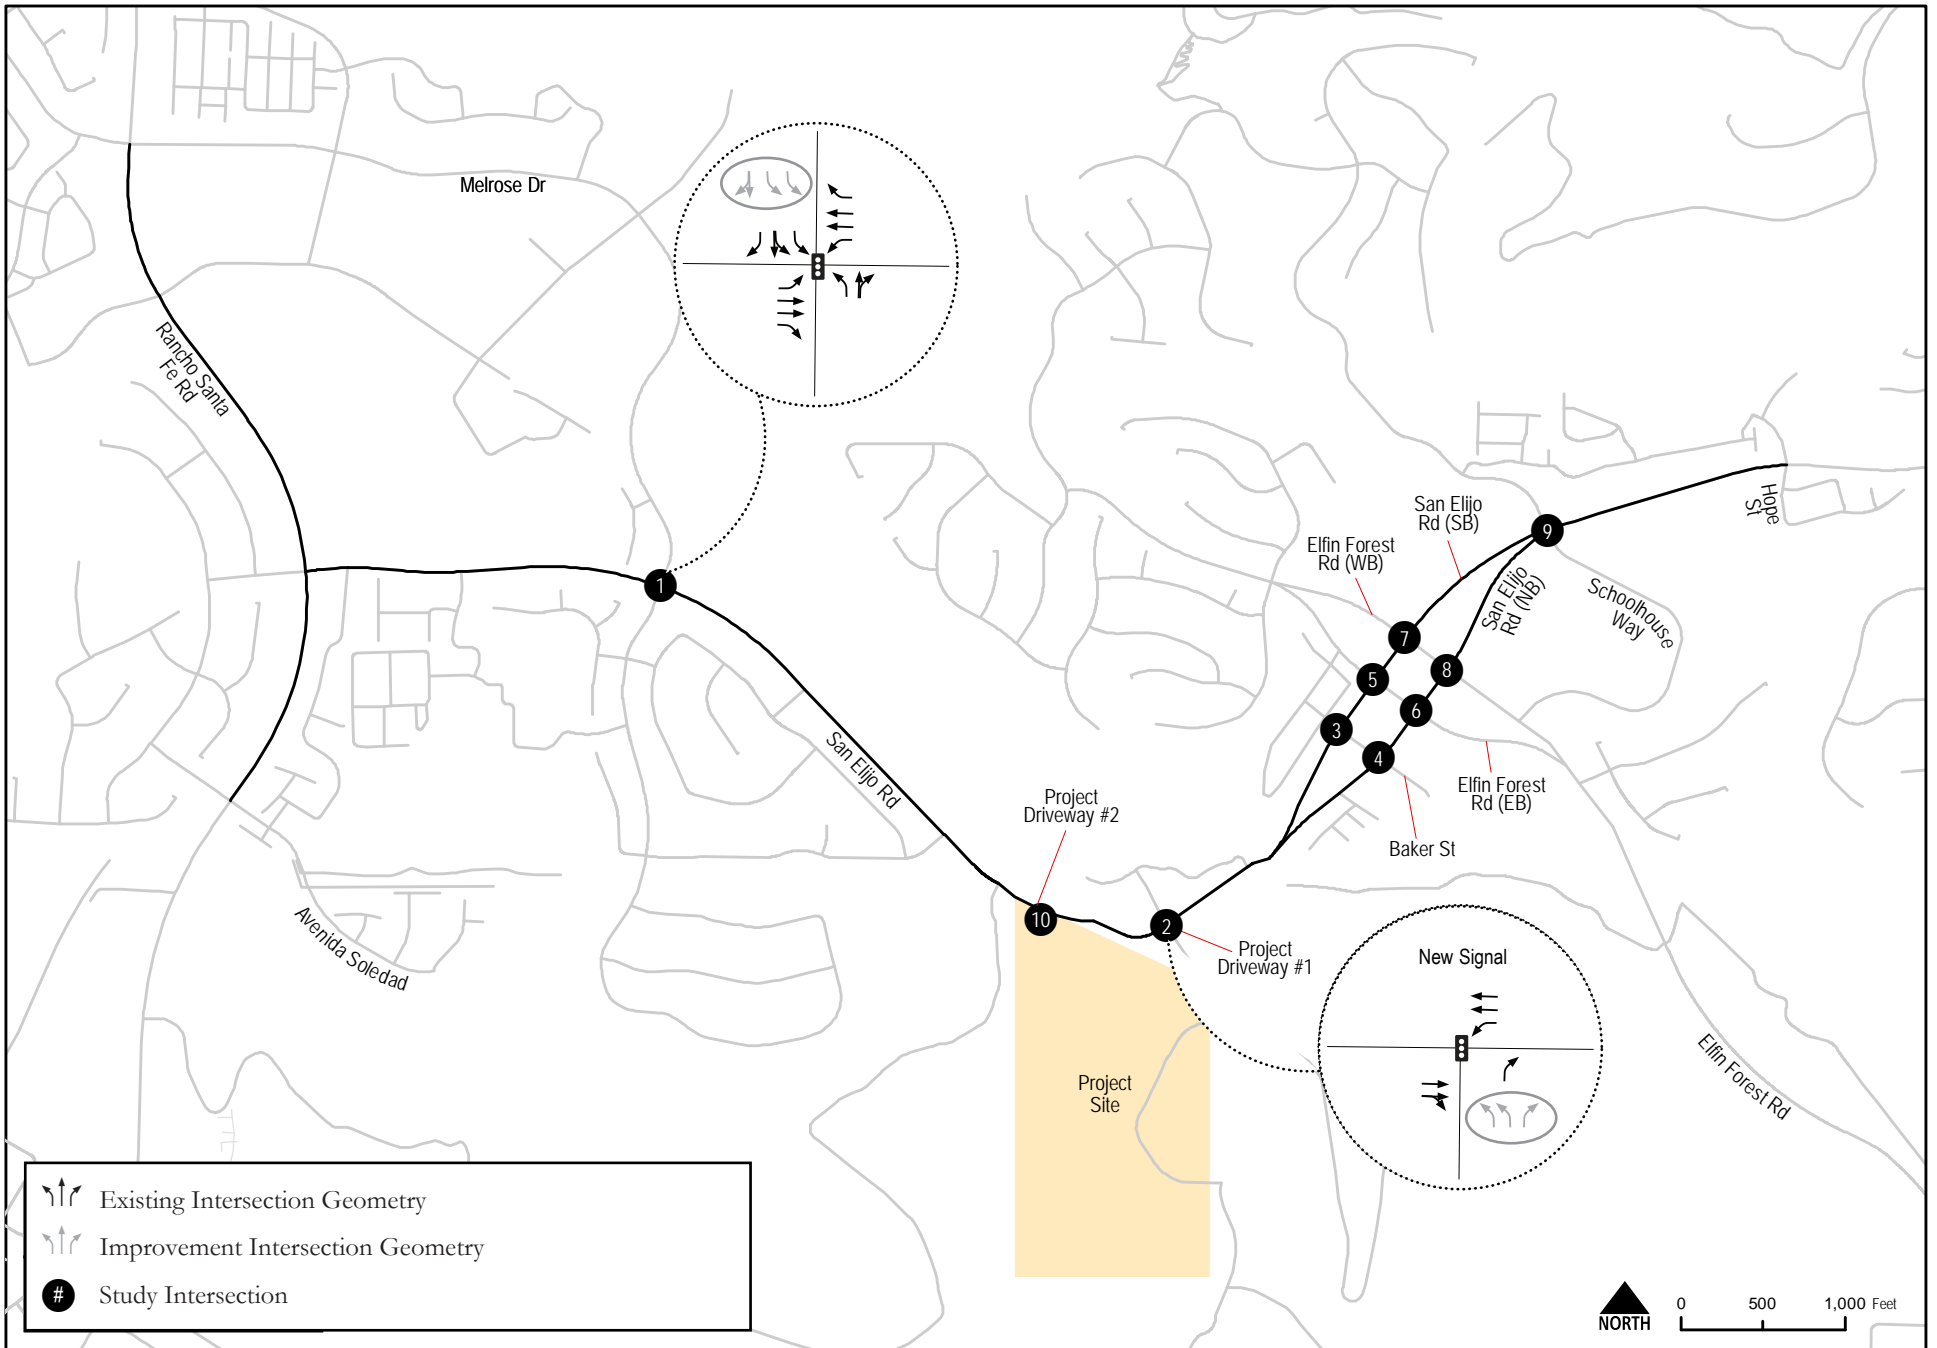 Melrose Dr
Rancho Santa
Fe Rd
San Elijo
Rd (SB)
Elfin Forest
Rd (WB)
Hope
St
9
San Elijo
Rd (NB)
Schoolhouse
Way
1
7
8
5
6
3
4
San Elijo Rd
Project
Driveway #2
Elfin Forest
Rd (EB)
Baker St
10
2
Project
Driveway #1
Avenida Soledad
New Signal
Project
Site
Elfin Forest Rd
Existing Intersection Geometry
Improvement Intersection Geometry
# Study Intersection
NORTH
0 500 1,000 Feet